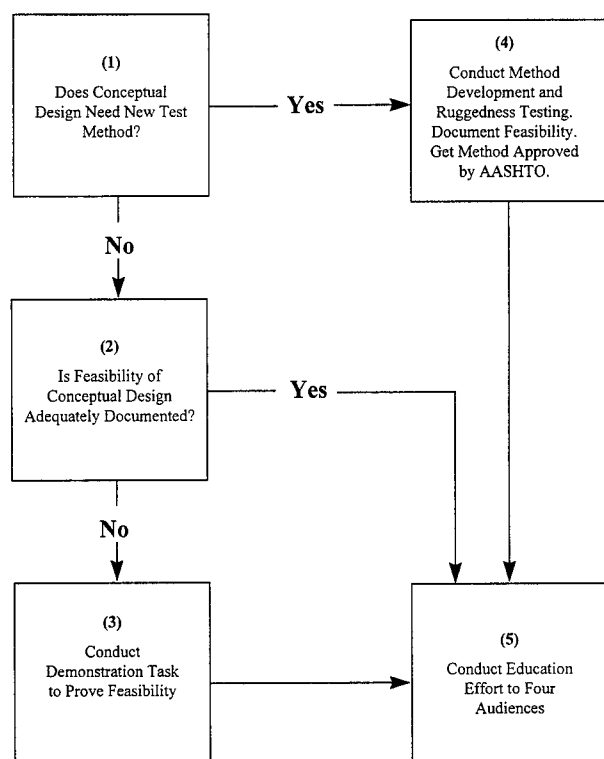 (1)
Does Conceptual
Design Need New Test
Method?
Yes
(4)
Conduct Method
Development and
Ruggedness Testing.
Document Feasibility.
Get Method Approved
by AASHTO.
No
(2)
Is Feasibility of
Conceptual Design
Adequately Documented?
Yes
No
(3)
Conduct
Demonstration Task
to Prove Feasibility
(5)
Conduct Education
Effort to Four
Audiences